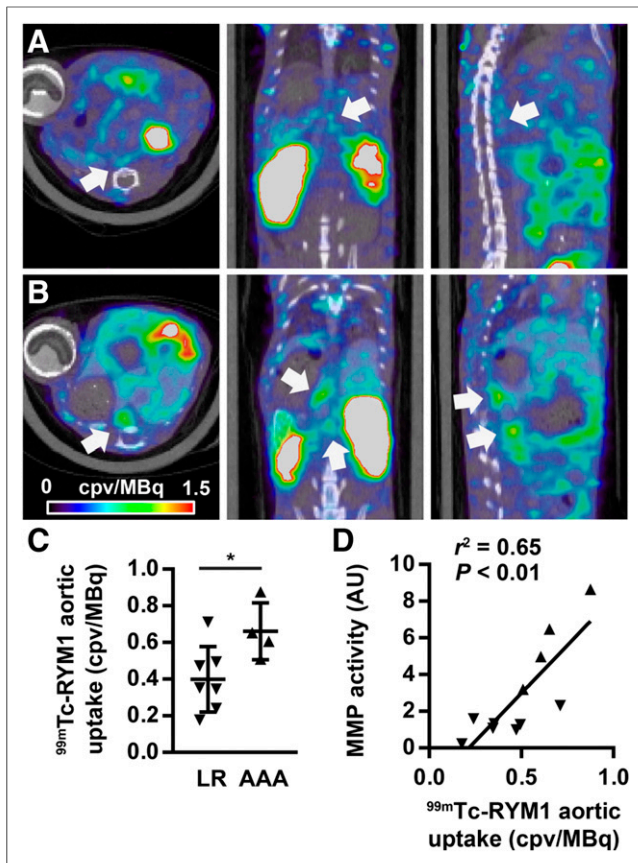 A
B
0 cpv/MBq 1.5
C
99mTc-RYM1 aortic
uptake (cpv/MBq)
1.0
0.8
0.6
0.4
0.2
0.0
*
LR AAA
D
r² = 0.65
P < 0.01
MMP activity (AU)
10
8
6
4
2
0
0.0 0.5 1.0
99mTc-RYM1 aortic
uptake (cpv/MBq)